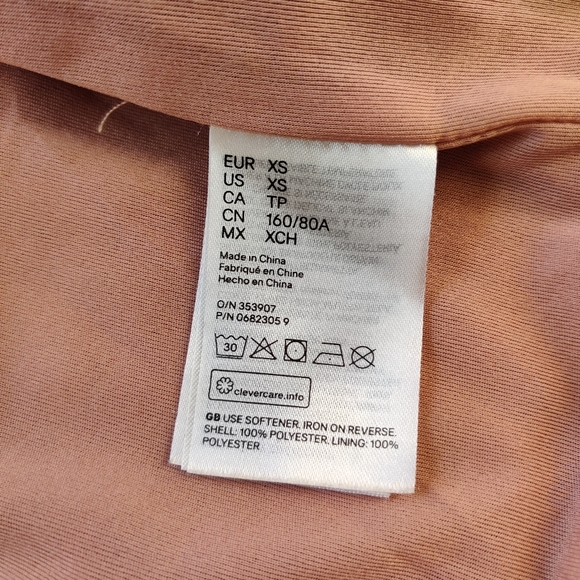 EUR XS
US XS
CA TP
CN 160/80A
MX XCH
Made in China
Fabriqué en Chine
Hecho en China
O/N 353907
P/N 0682305 9
30
clevercare.info
GB USE SOFTENER. IRON ON REVERSE.
SHELL: 100% POLYESTER. LINING: 100%
POLYESTER